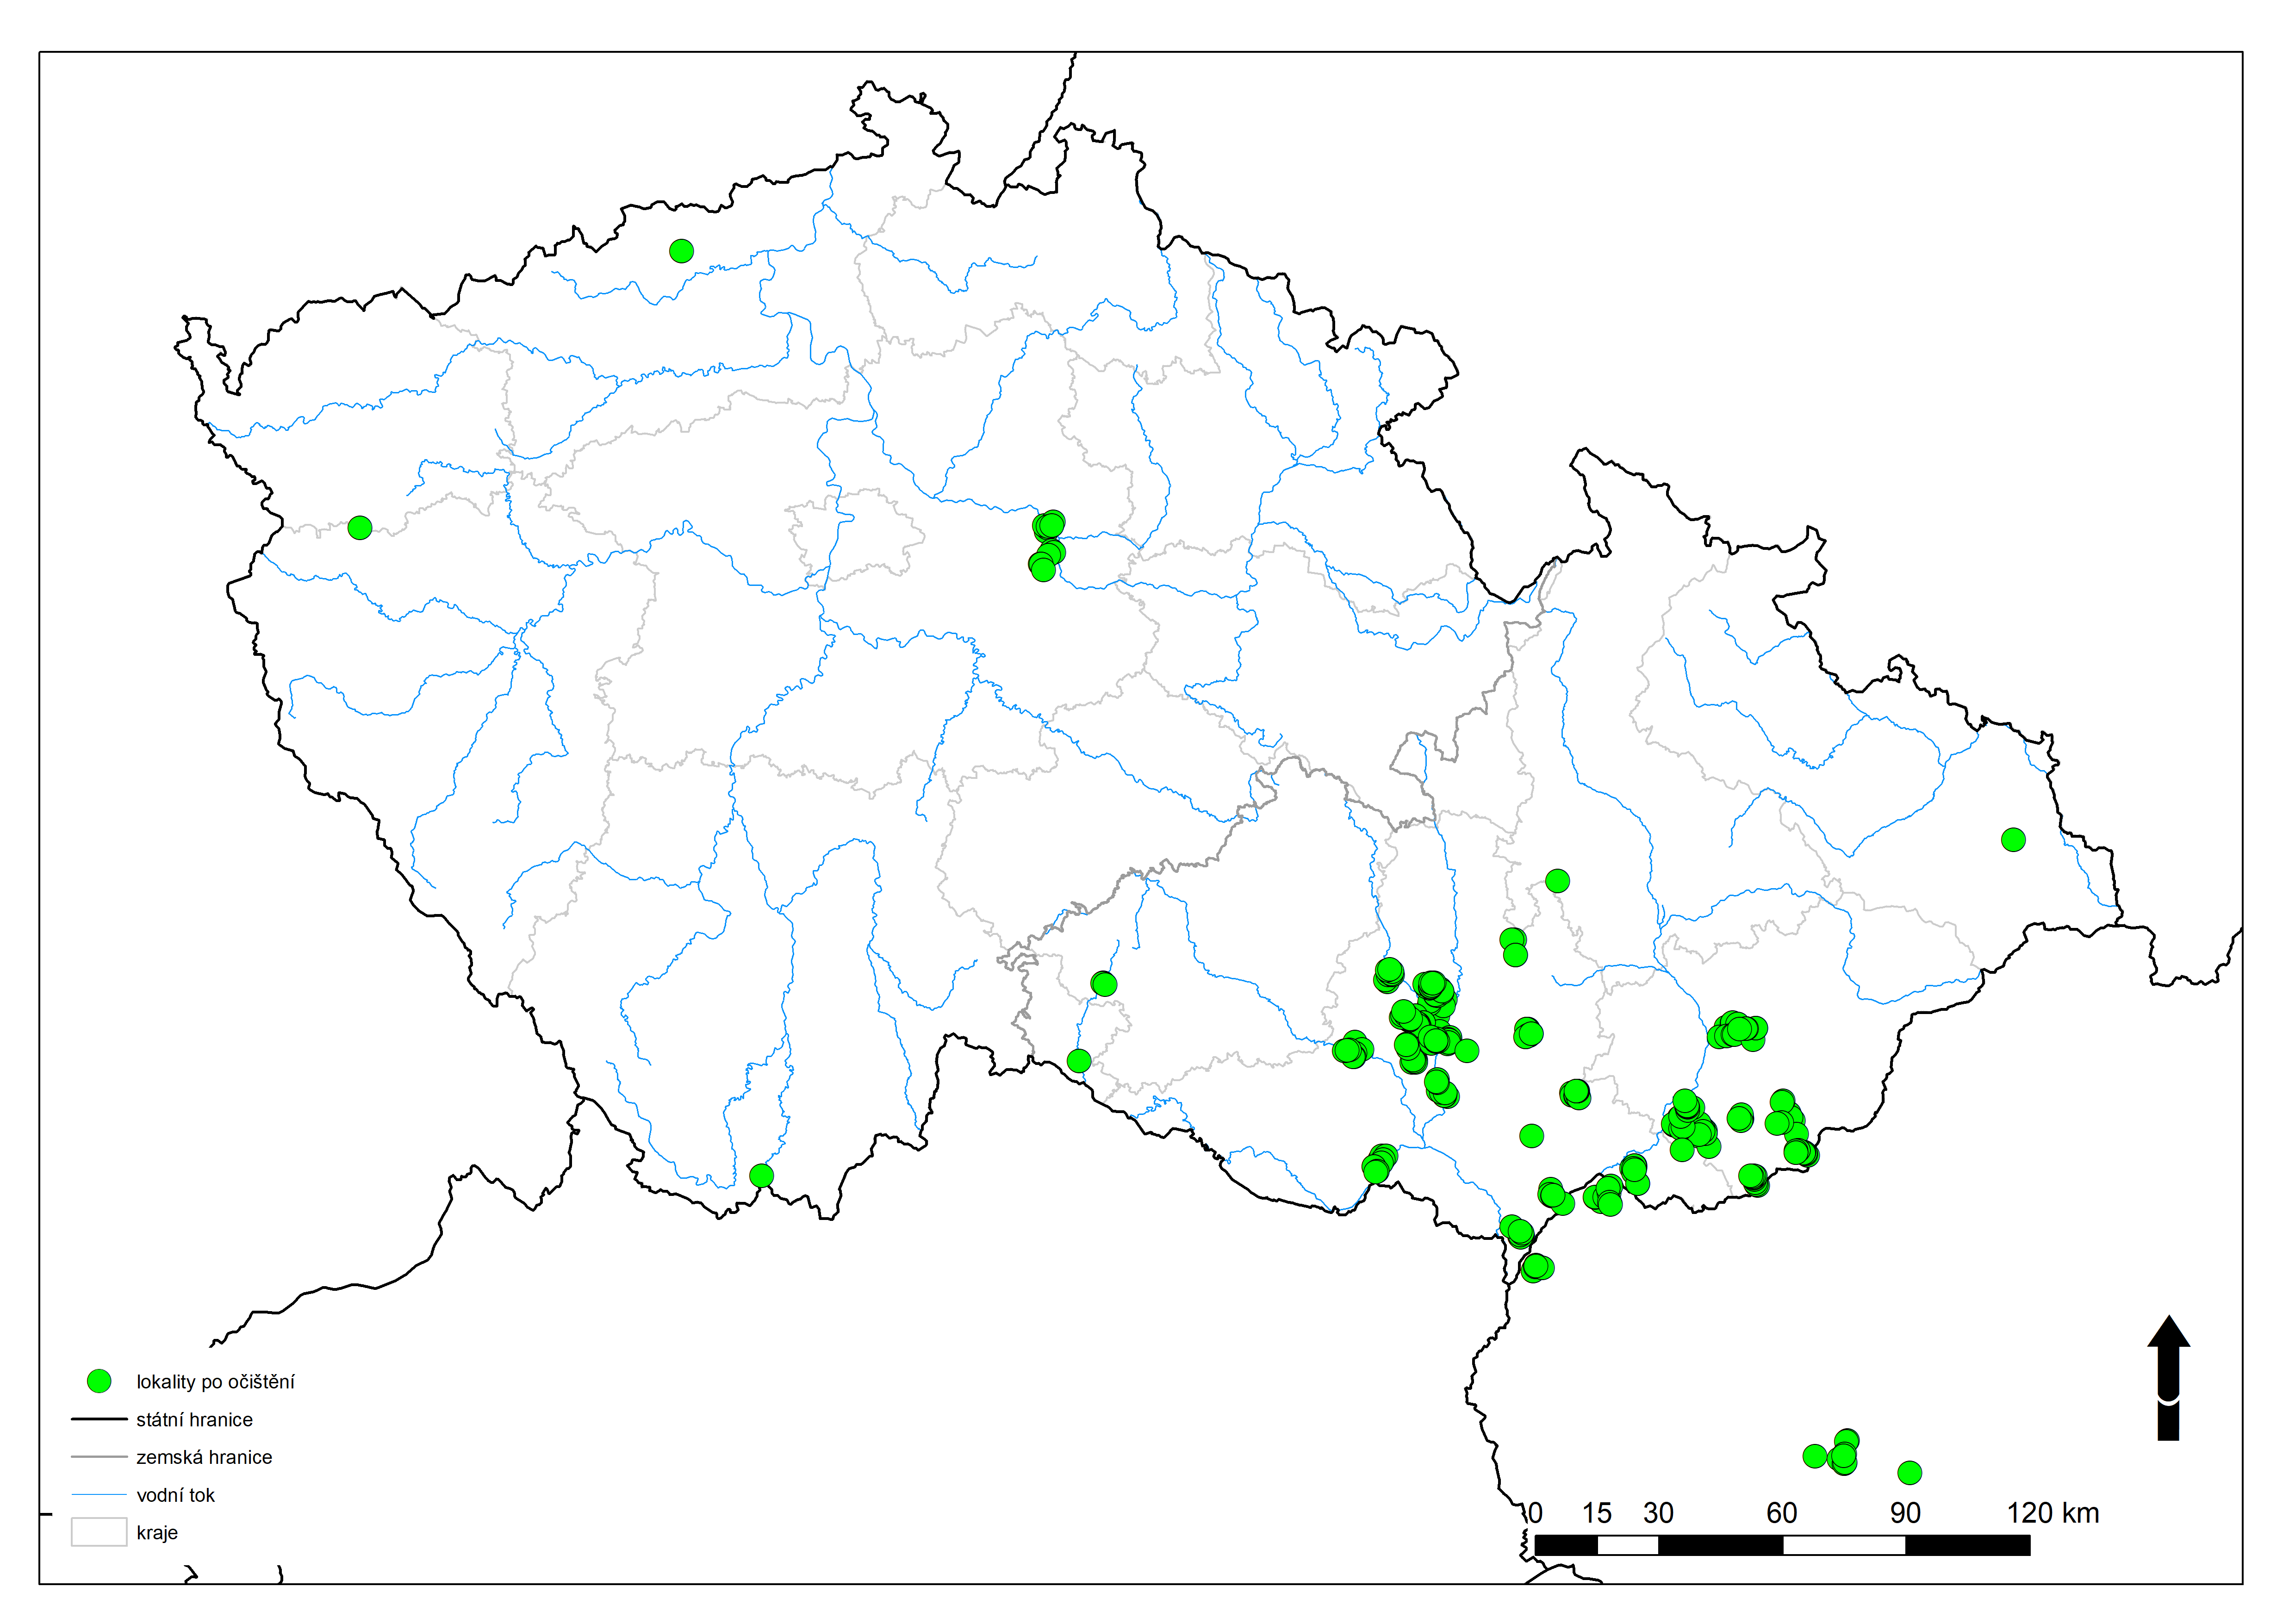 lokality po očištění
státní hranice
zemská hranice
vodní tok
kraje
0 15 30 60 90 120 km